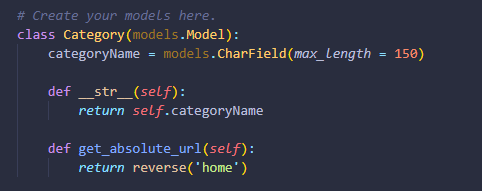 # Create your models here.
class Category(models.Model):
    categoryName = models.CharField(max_length = 150)
    def __str__(self):
        return self.categoryName
    def get_absolute_url(self):
        return reverse('home')